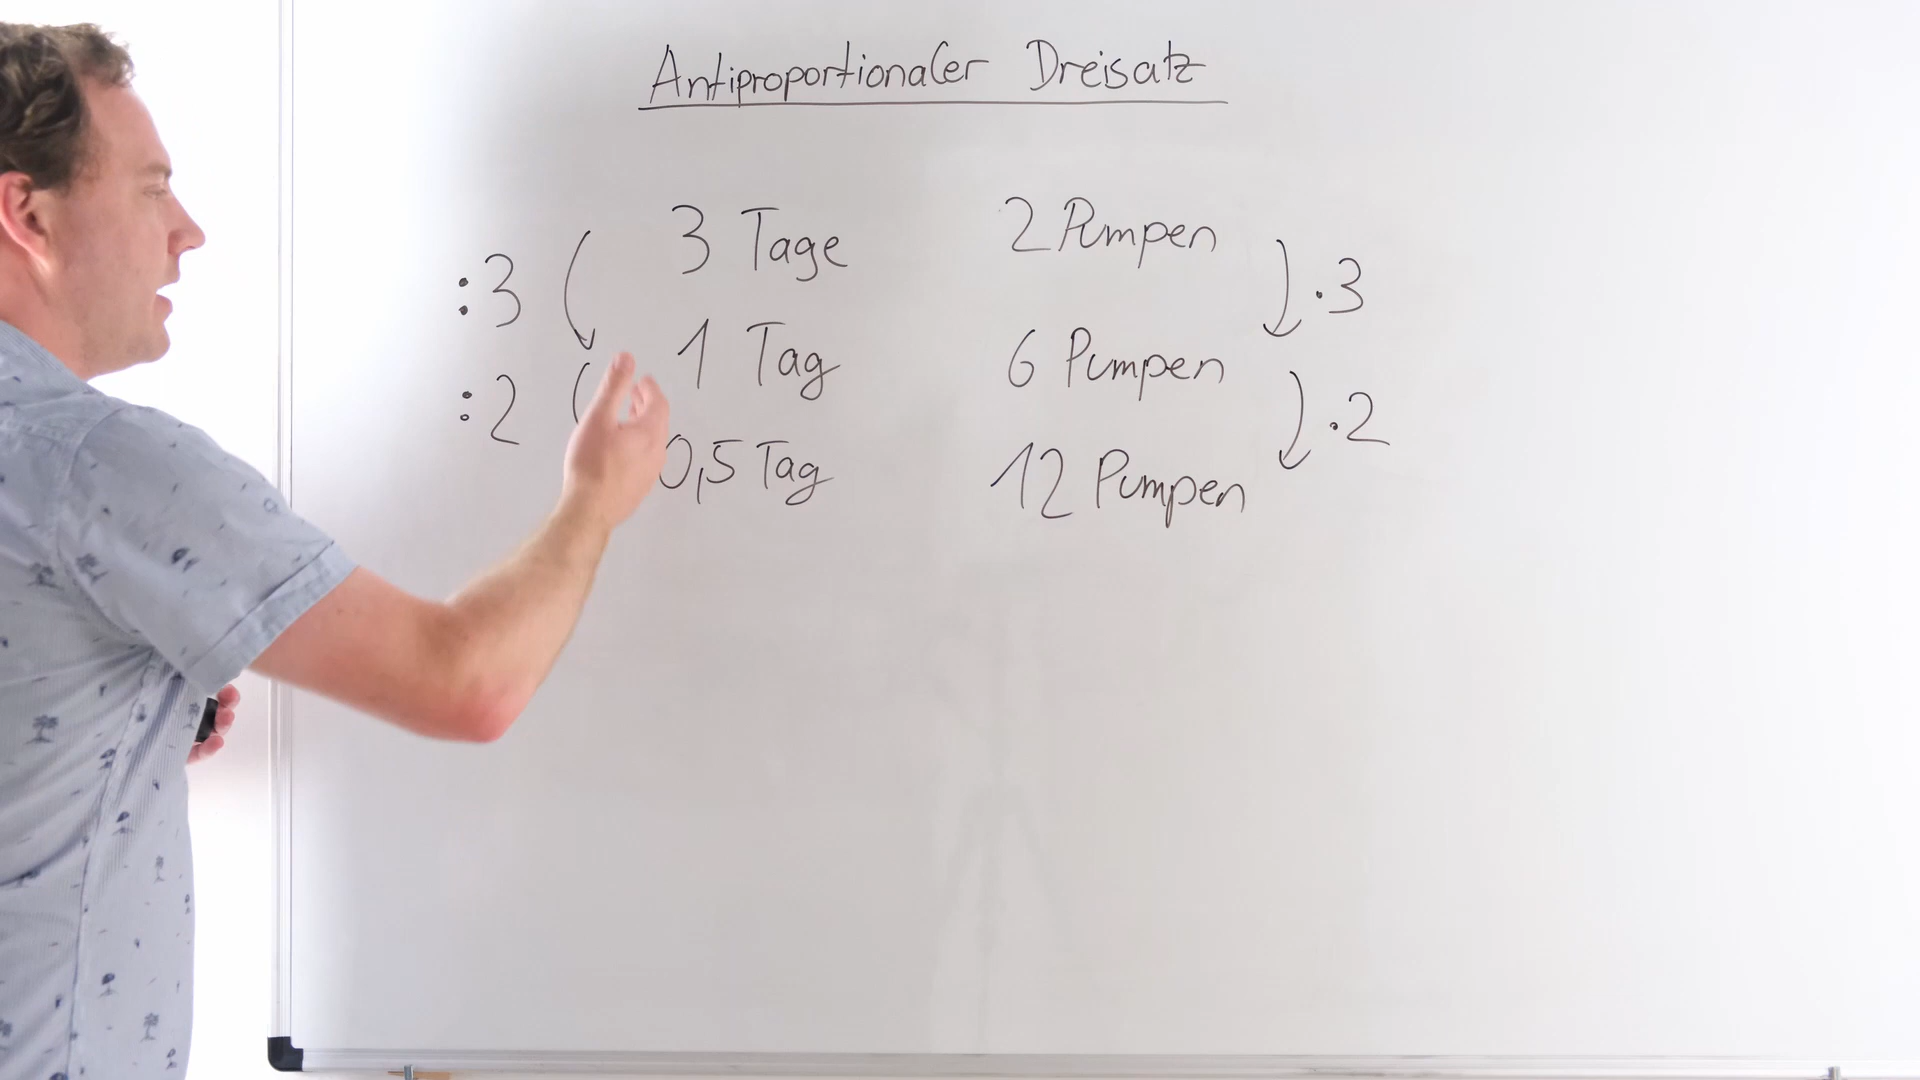 Antiproportionaler Dreisatz
3 Tage 2 Pumpen
:3 ·3
1 Tag 6 Pumpen
:2 ·2
0,5 Tag 12 Pumpen